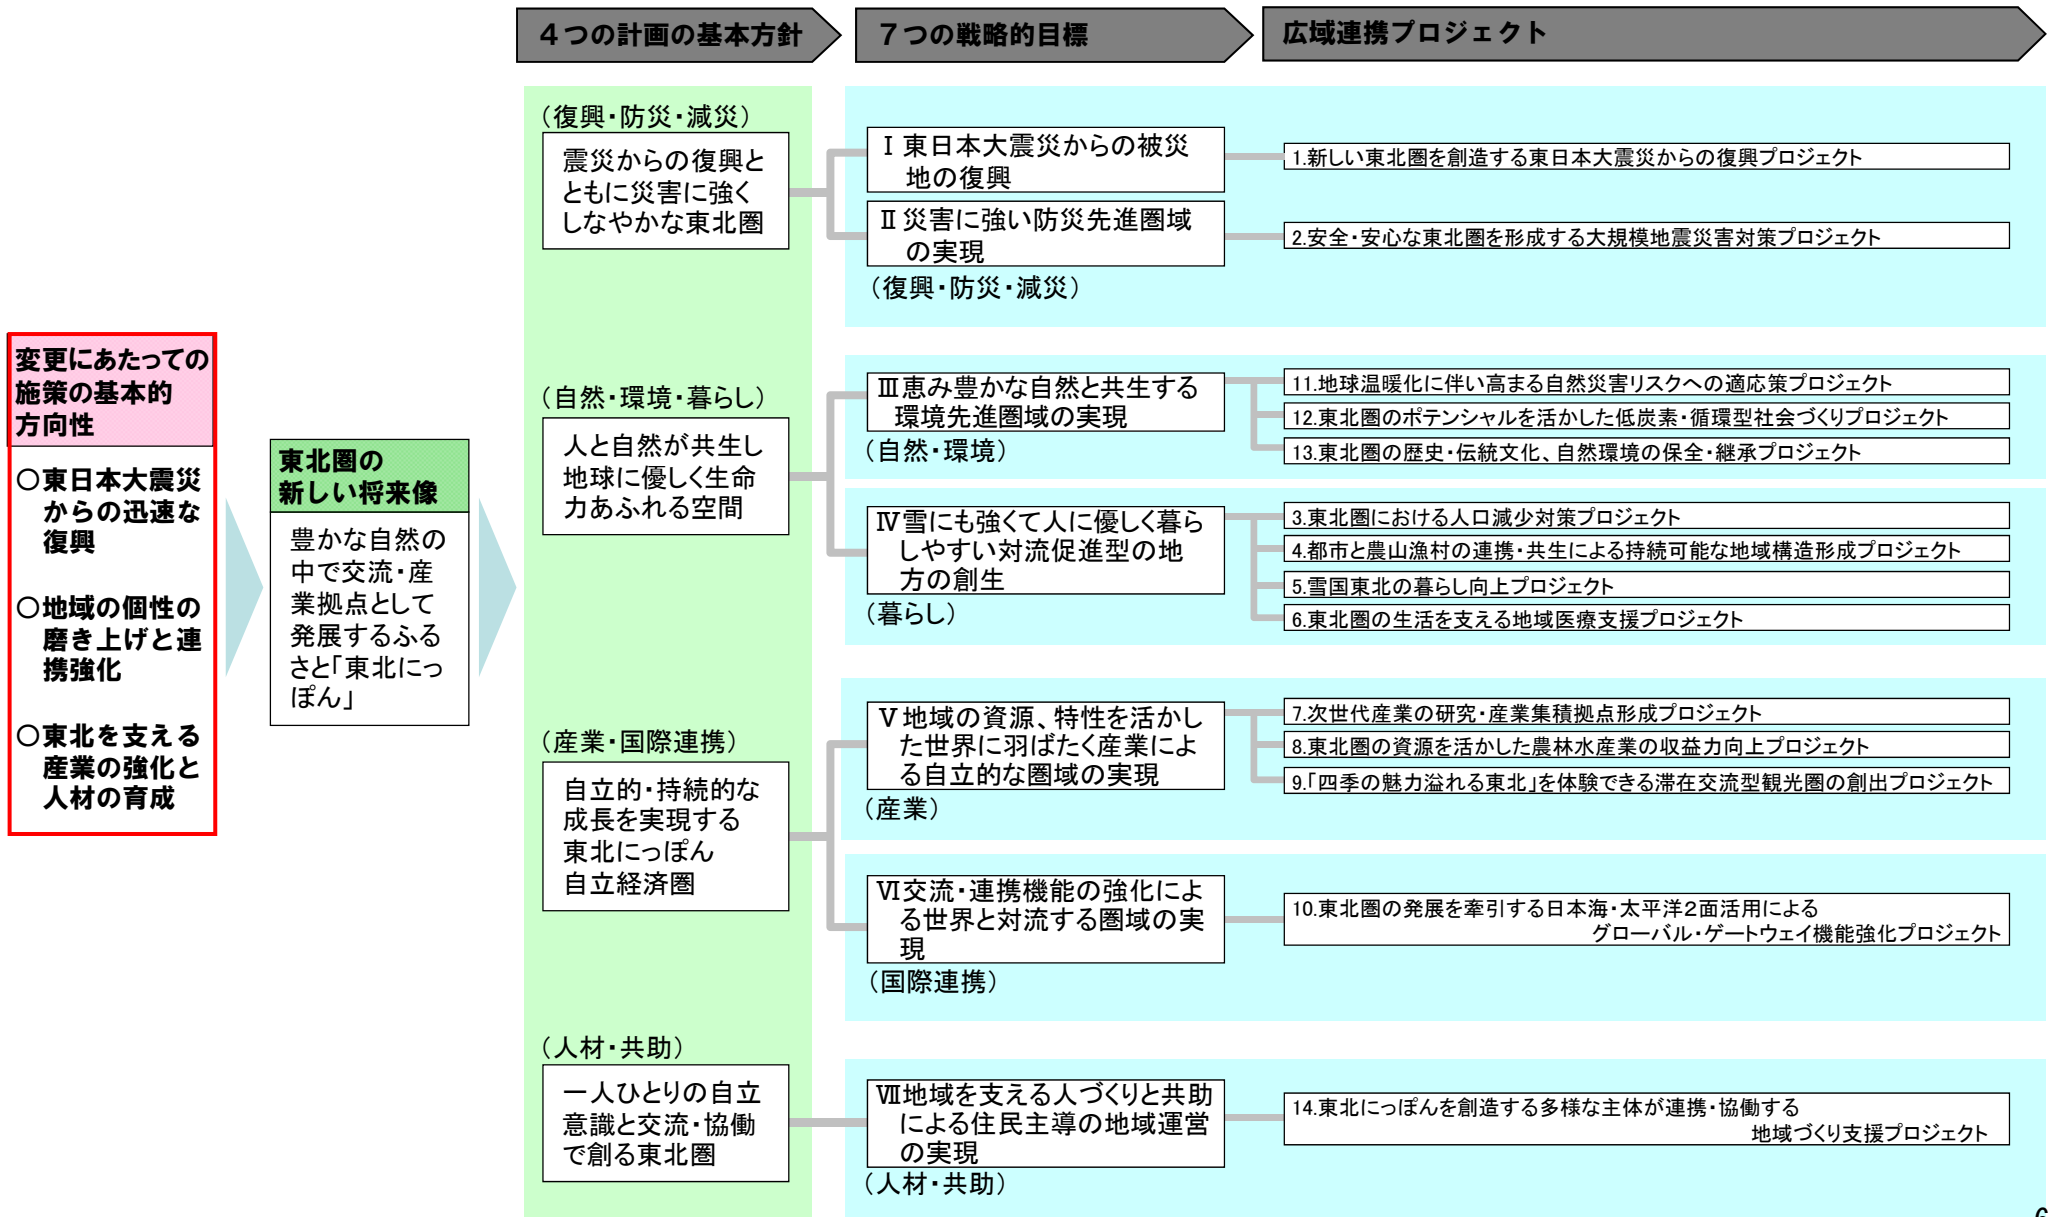 ４つの計画の基本方針
７つの戦略的目標
広域連携プロジェクト
変更にあたっての
施策の基本的
方向性
○東日本大震災
からの迅速な
復興
○地域の個性の
磨き上げと連
携強化
○東北を支える
産業の強化と
人材の育成
東北圏の
新しい将来像
豊かな自然の
中で交流・産
業拠点として
発展するふる
さと「東北にっ
ぽん」
（復興・防災・減災）
震災からの復興と
ともに災害に強く
しなやかな東北圏
Ⅰ 東日本大震災からの被災
地の復興
1.新しい東北圏を創造する東日本大震災からの復興プロジェクト
Ⅱ 災害に強い防災先進圏域
の実現
2.安全・安心な東北圏を形成する大規模地震災害対策プロジェクト
（復興・防災・減災）
（自然・環境・暮らし）
人と自然が共生し
地球に優しく生命
力あふれる空間
Ⅲ恵み豊かな自然と共生する
環境先進圏域の実現
（自然・環境）
11.地球温暖化に伴い高まる自然災害リスクへの適応策プロジェクト
12.東北圏のポテンシャルを活かした低炭素・循環型社会づくりプロジェクト
13.東北圏の歴史・伝統文化、自然環境の保全・継承プロジェクト
Ⅳ雪にも強くて人に優しく暮ら
しやすい対流促進型の地
方の創生
（暮らし）
3.東北圏における人口減少対策プロジェクト
4.都市と農山漁村の連携・共生による持続可能な地域構造形成プロジェクト
5.雪国東北の暮らし向上プロジェクト
6.東北圏の生活を支える地域医療支援プロジェクト
（産業・国際連携）
自立的・持続的な
成長を実現する
東北にっぽん
自立経済圏
Ⅴ 地域の資源、特性を活かし
た世界に羽ばたく産業によ
る自立的な圏域の実現
（産業）
7.次世代産業の研究・産業集積拠点形成プロジェクト
8.東北圏の資源を活かした農林水産業の収益力向上プロジェクト
9.「四季の魅力溢れる東北」を体験できる滞在交流型観光圏の創出プロジェクト
Ⅵ交流・連携機能の強化によ
る世界と対流する圏域の実
現
（国際連携）
10.東北圏の発展を牽引する日本海・太平洋２面活用による
グローバル・ゲートウェイ機能強化プロジェクト
（人材・共助）
一人ひとりの自立
意識と交流・協働
で創る東北圏
Ⅶ地域を支える人づくりと共助
による住民主導の地域運営
の実現
（人材・共助）
14.東北にっぽんを創造する多様な主体が連携・協働する
地域づくり支援プロジェクト